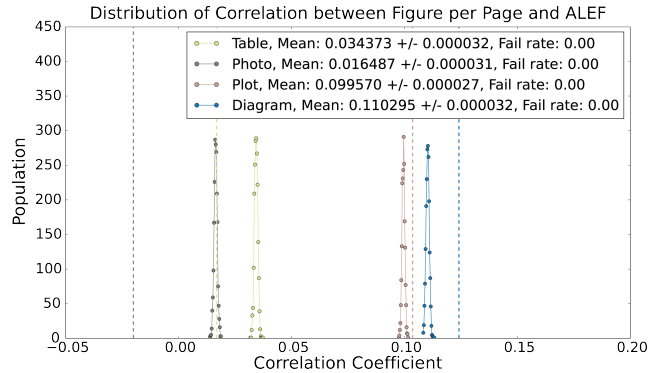 Distribution of Correlation between Figure per Page and ALEF
450
400
350
300
250
200
150
100
50
0
Population
Table, Mean: 0.034373 +/- 0.000032, Fail rate: 0.00
Photo, Mean: 0.016487 +/- 0.000031, Fail rate: 0.00
Plot, Mean: 0.099570 +/- 0.000027, Fail rate: 0.00
Diagram, Mean: 0.110295 +/- 0.000032, Fail rate: 0.00
−0.05 0.00 0.05 0.10 0.15 0.20
Correlation Coefficient